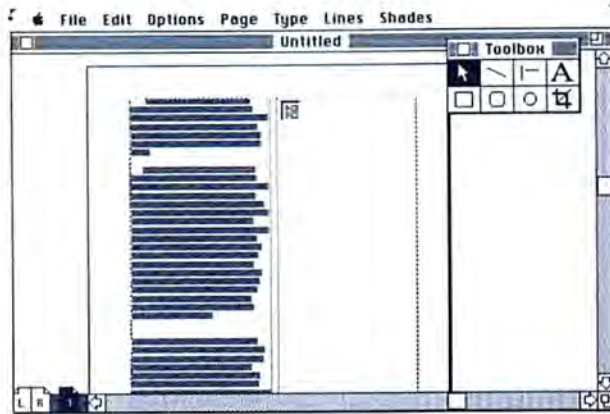 File Edit Options Page Type Lines Shades
Untitled
Toolbox
A
L R 1